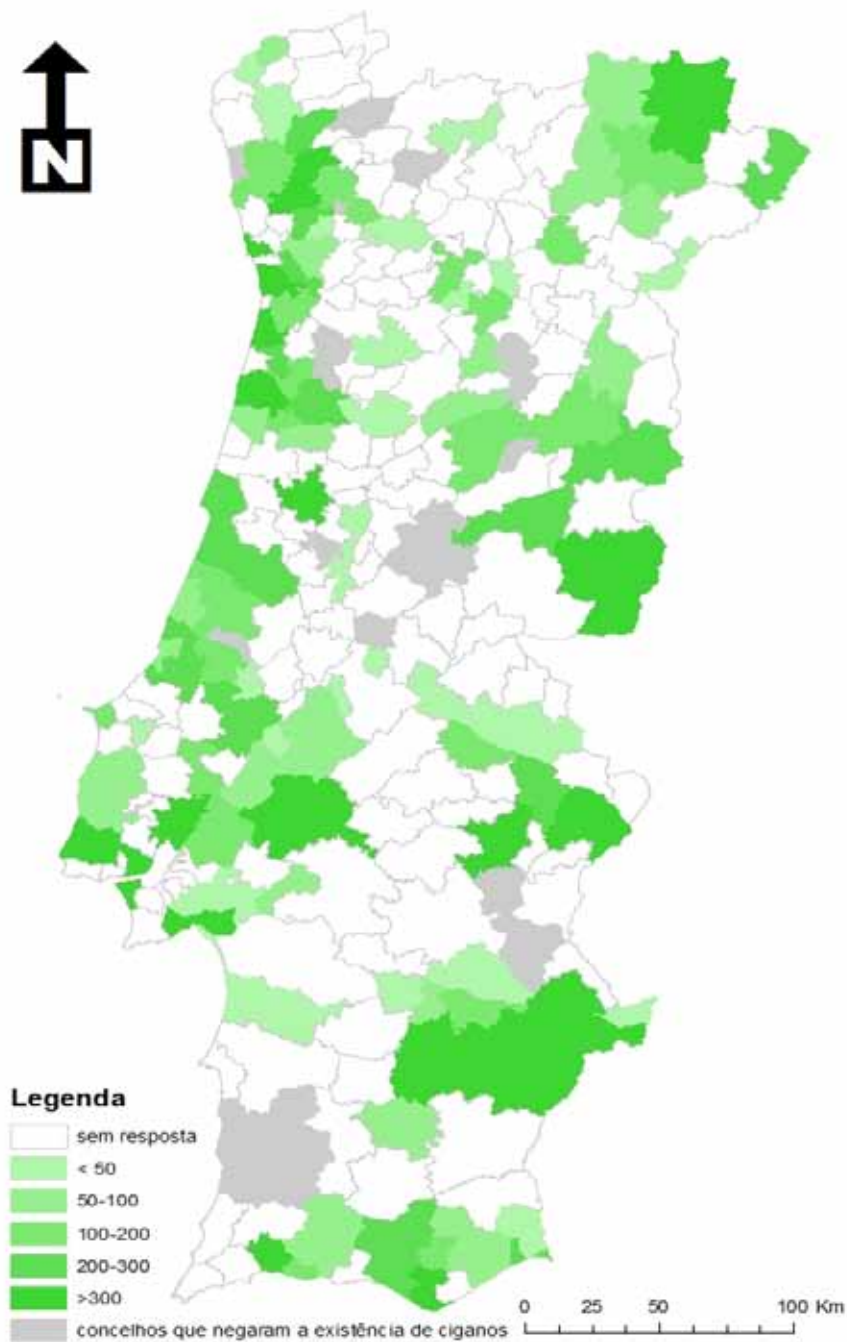 N
Legenda
sem resposta
< 50
50-100
100-200
200-300
>300
concelhos que negaram a existência de ciganos
0 25 50 100 Km